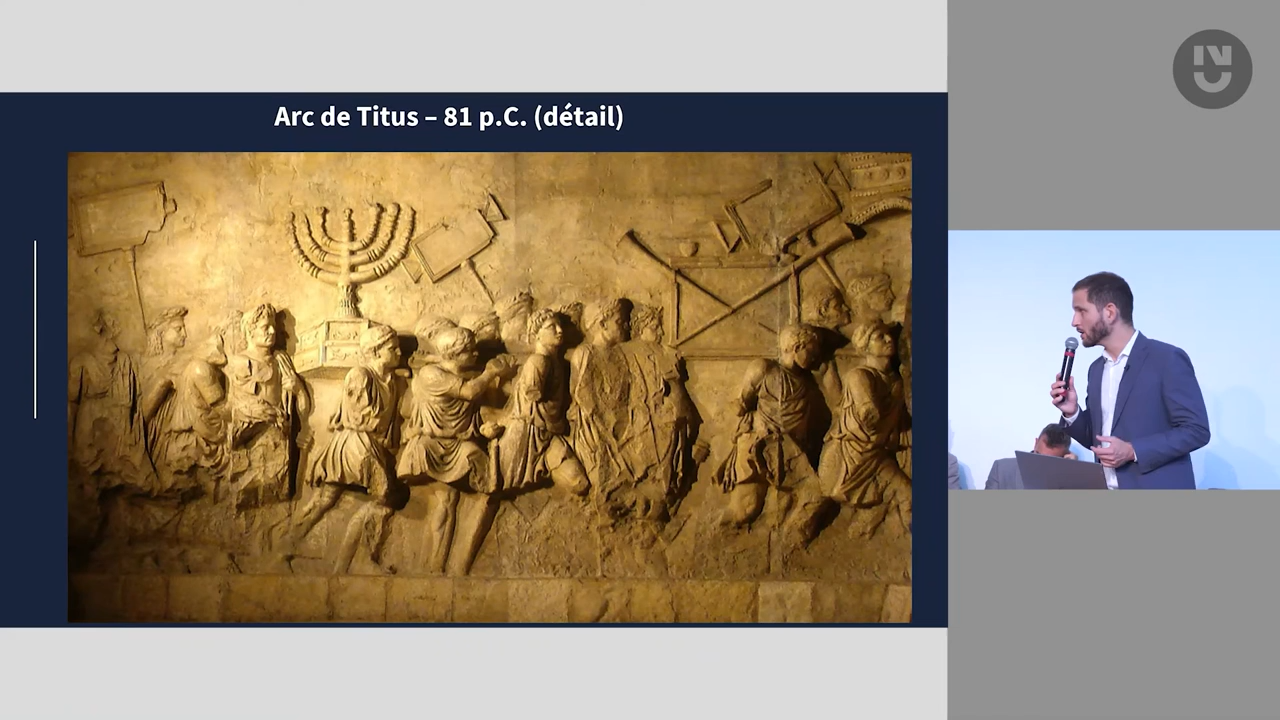 Arc de Titus – 81 p.C. (détail)